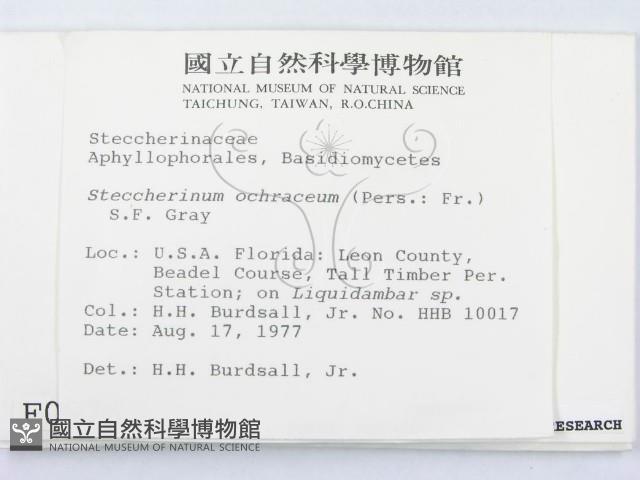 國立自然科學博物館
NATIONAL MUSEUM OF NATURAL SCIENCE
TAICHUNG, TAIWAN, R.O.CHINA
Steccherinaceae
Aphyllophorales, Basidiomycetes
Steccherinum ochraceum (Pers.: Fr.)
S.F. Gray
Loc.: U.S.A. Florida: Leon County,
Beadel Course, Tall Timber Per.
Station; on Liquidambar sp.
Col.: H.H. Burdsall, Jr. No. HHB 10017
Date: Aug. 17, 1977
Det.: H.H. Burdsall, Jr.
國立自然科學博物館
NATIONAL MUSEUM OF NATURAL SCIENCE